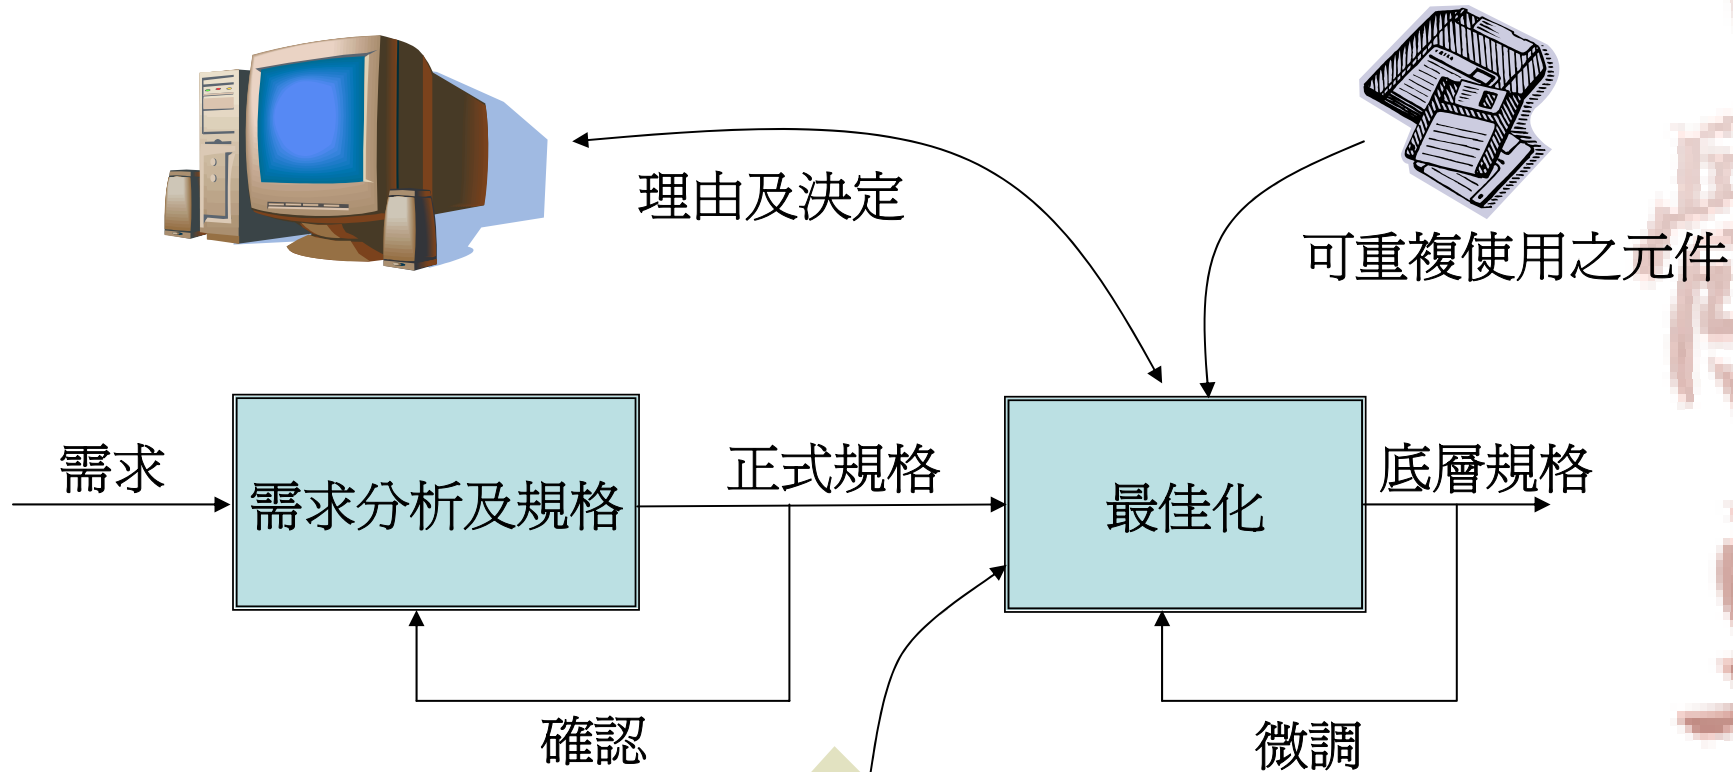 理由及決定
可重複使用之元件
需求
需求分析及規格
正式規格
最佳化
底層規格
確認
微調